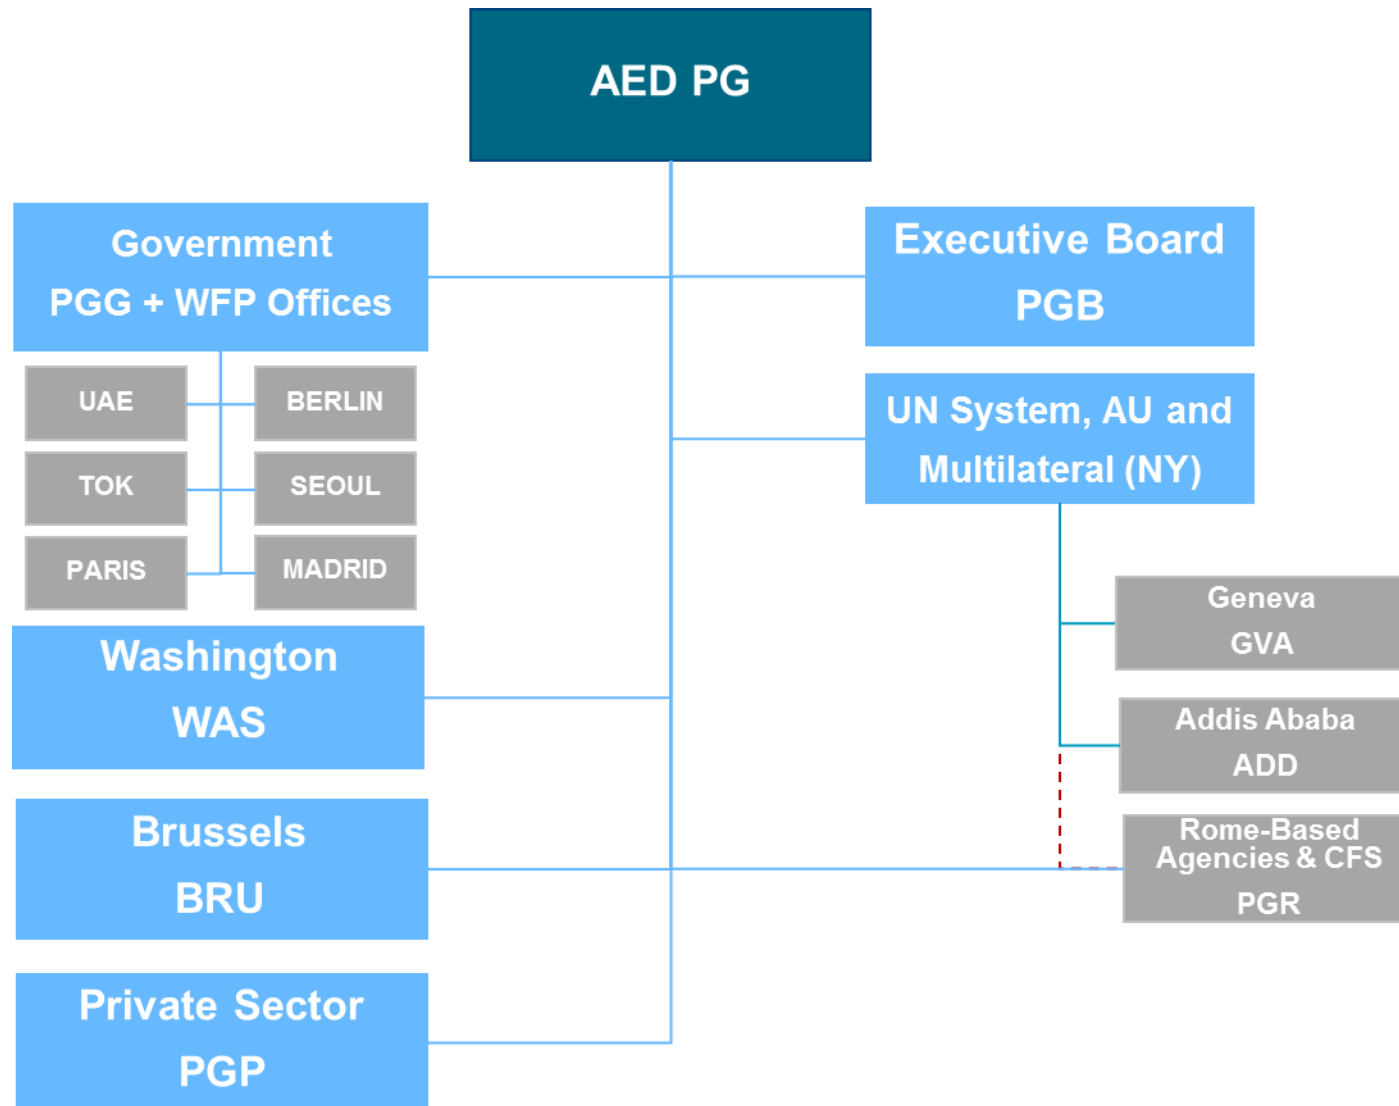 AED PG
Government
PGG + WFP Offices
UAE
BERLIN
TOK
SEOUL
PARIS
MADRID
Washington
WAS
Brussels
BRU
Private Sector
PGP
Executive Board
PGB
UN System, AU and
Multilateral (NY)
Geneva
GVA
Addis Ababa
ADD
Rome-Based
Agencies & CFS
PGR